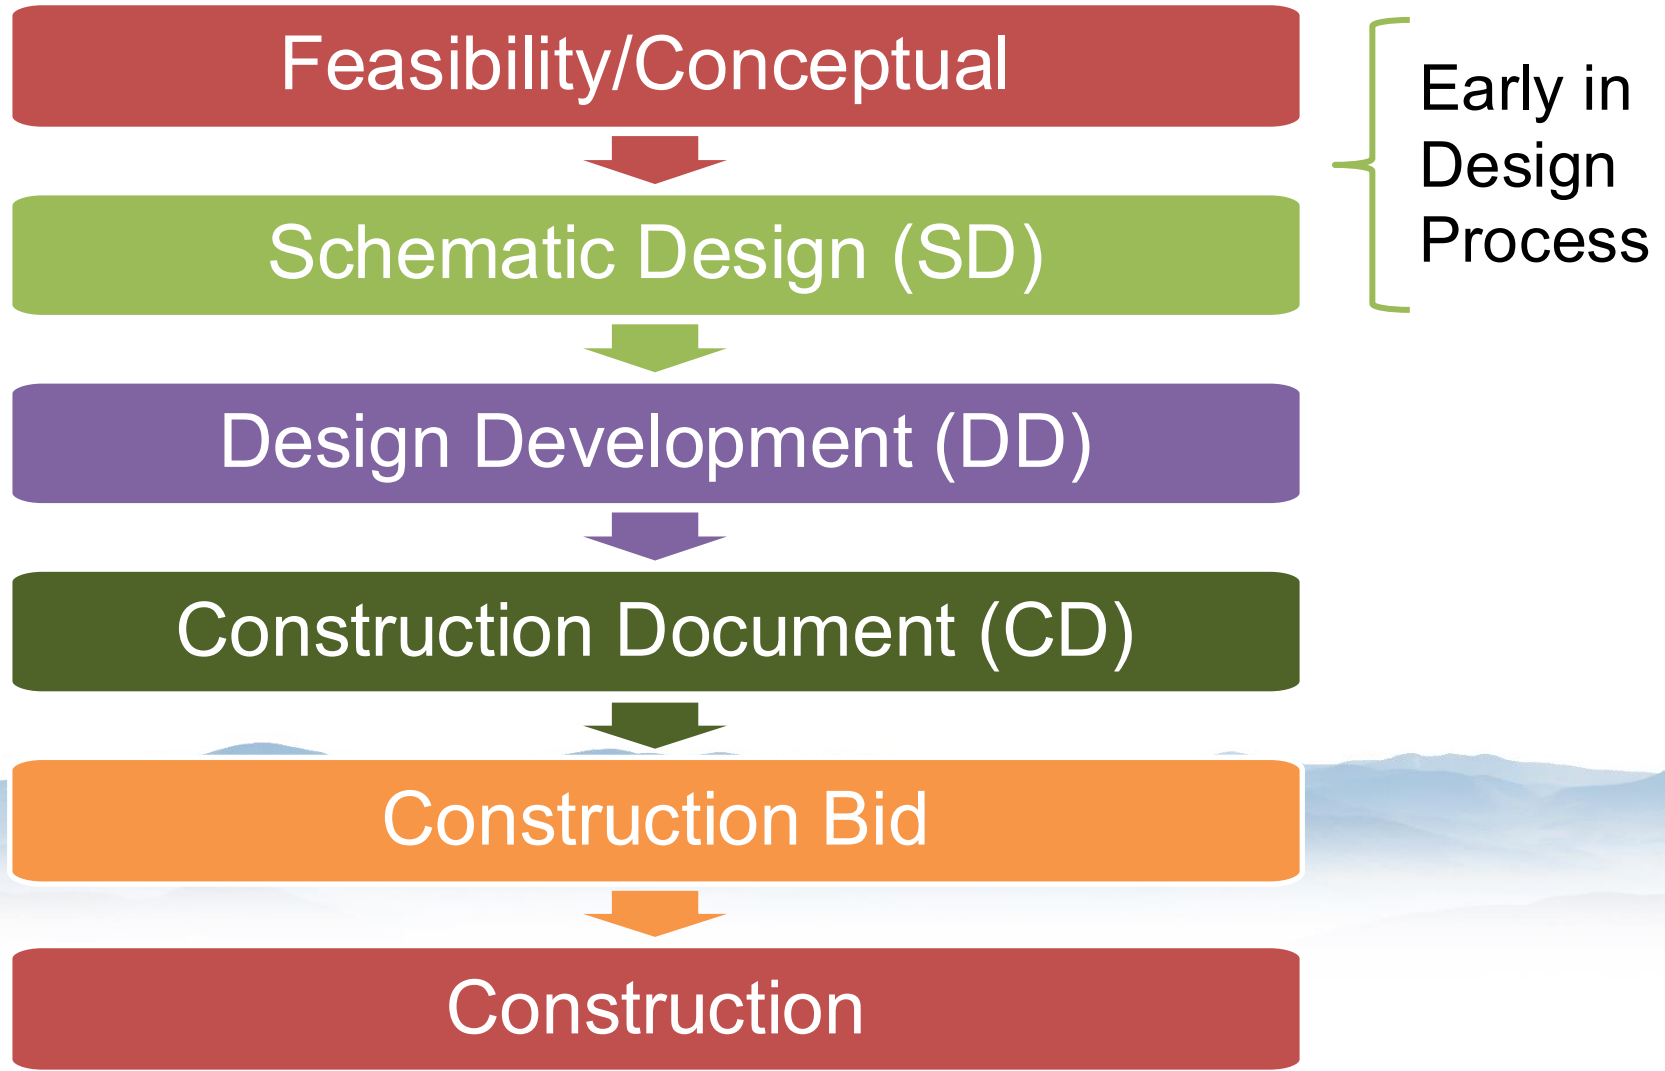 Feasibility/Conceptual
Early in
Design
Process
Schematic Design (SD)
Design Development (DD)
Construction Document (CD)
Construction Bid
Construction